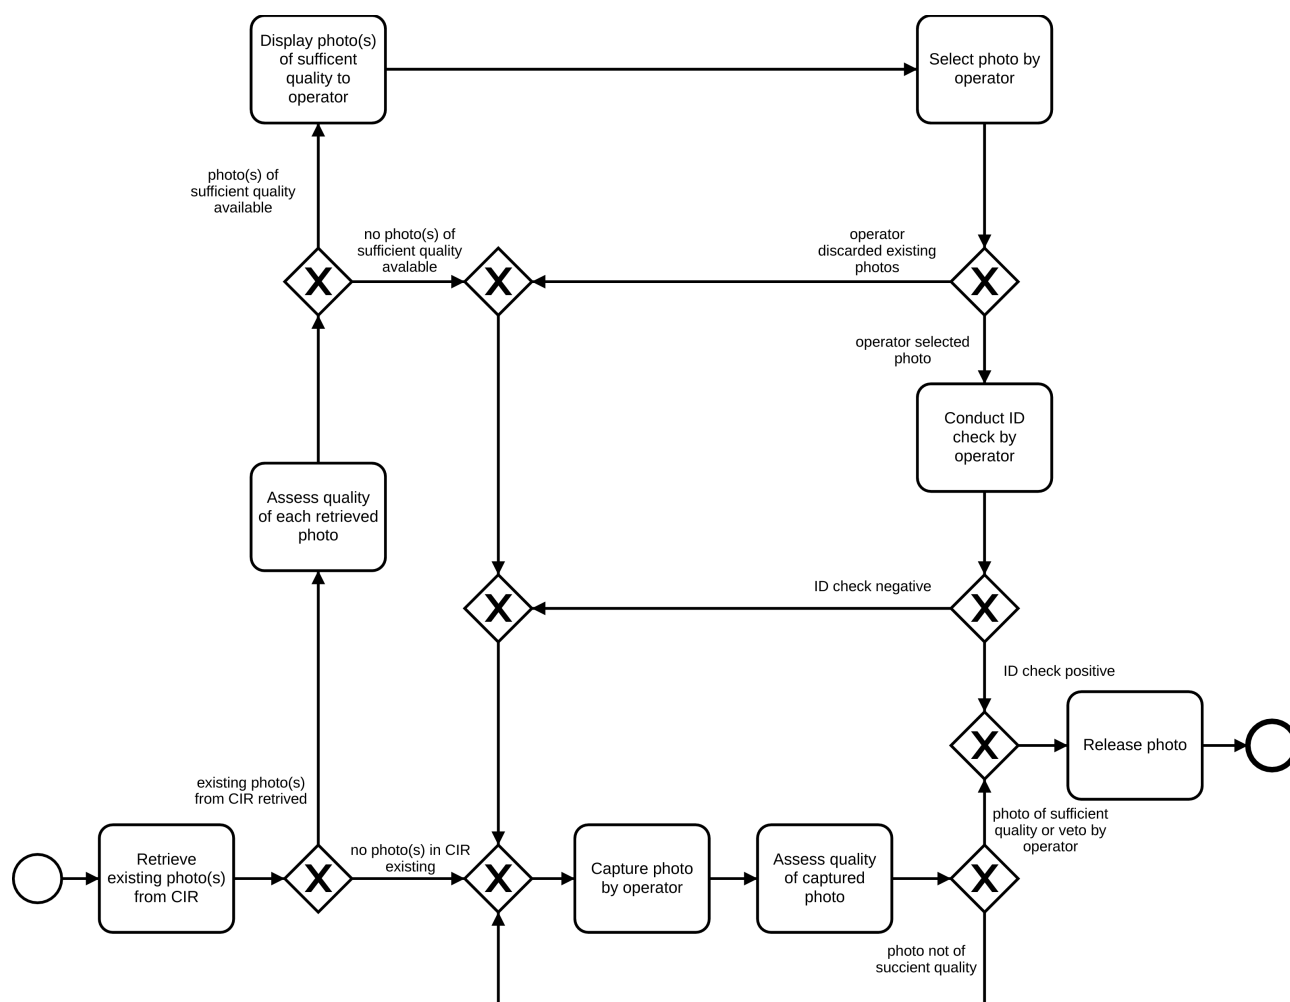 Display photo(s)
of sufficent
quality to
operator
Select photo by
operator
photo(s) of
sufficient quality
available
no photo(s) of
sufficient quality
avalable
operator
discarded existing
photos
X
X
X
operator selected
photo
Conduct ID
check by
operator
Assess quality
of each retrieved
photo
ID check negative
X
X
ID check positive
X
Release photo
existing photo(s)
from CIR retrived
photo of sufficient
quality or veto by
operator
Retrieve
existing photo(s)
from CIR
X
no photo(s) in CIR
existing
X
Capture photo
by operator
Assess quality
of captured
photo
X
photo not of
succient quality